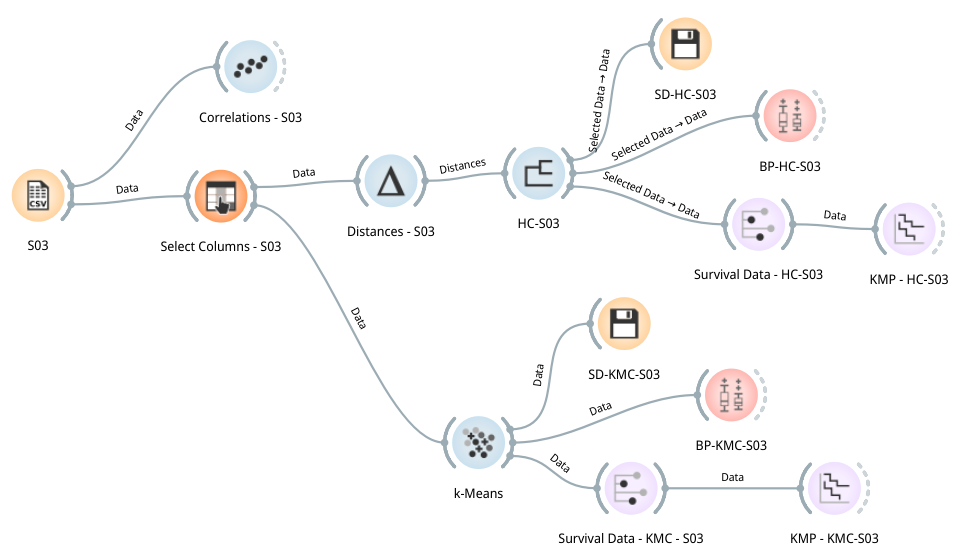 Selected Data → Data
SD-HC-S03
Data
Correlations - S03
Selected Data → Data
BP-HC-S03
CSV
S03
Data
Select Columns - S03
Data
Distances - S03
Distances
HC-S03
Selected Data → Data
Survival Data - HC-S03
Data
KMP - HC-S03
Data
Data
SD-KMC-S03
Data
BP-KMC-S03
k-Means
Data
Survival Data - KMC - S03
Data
KMP - KMC-S03